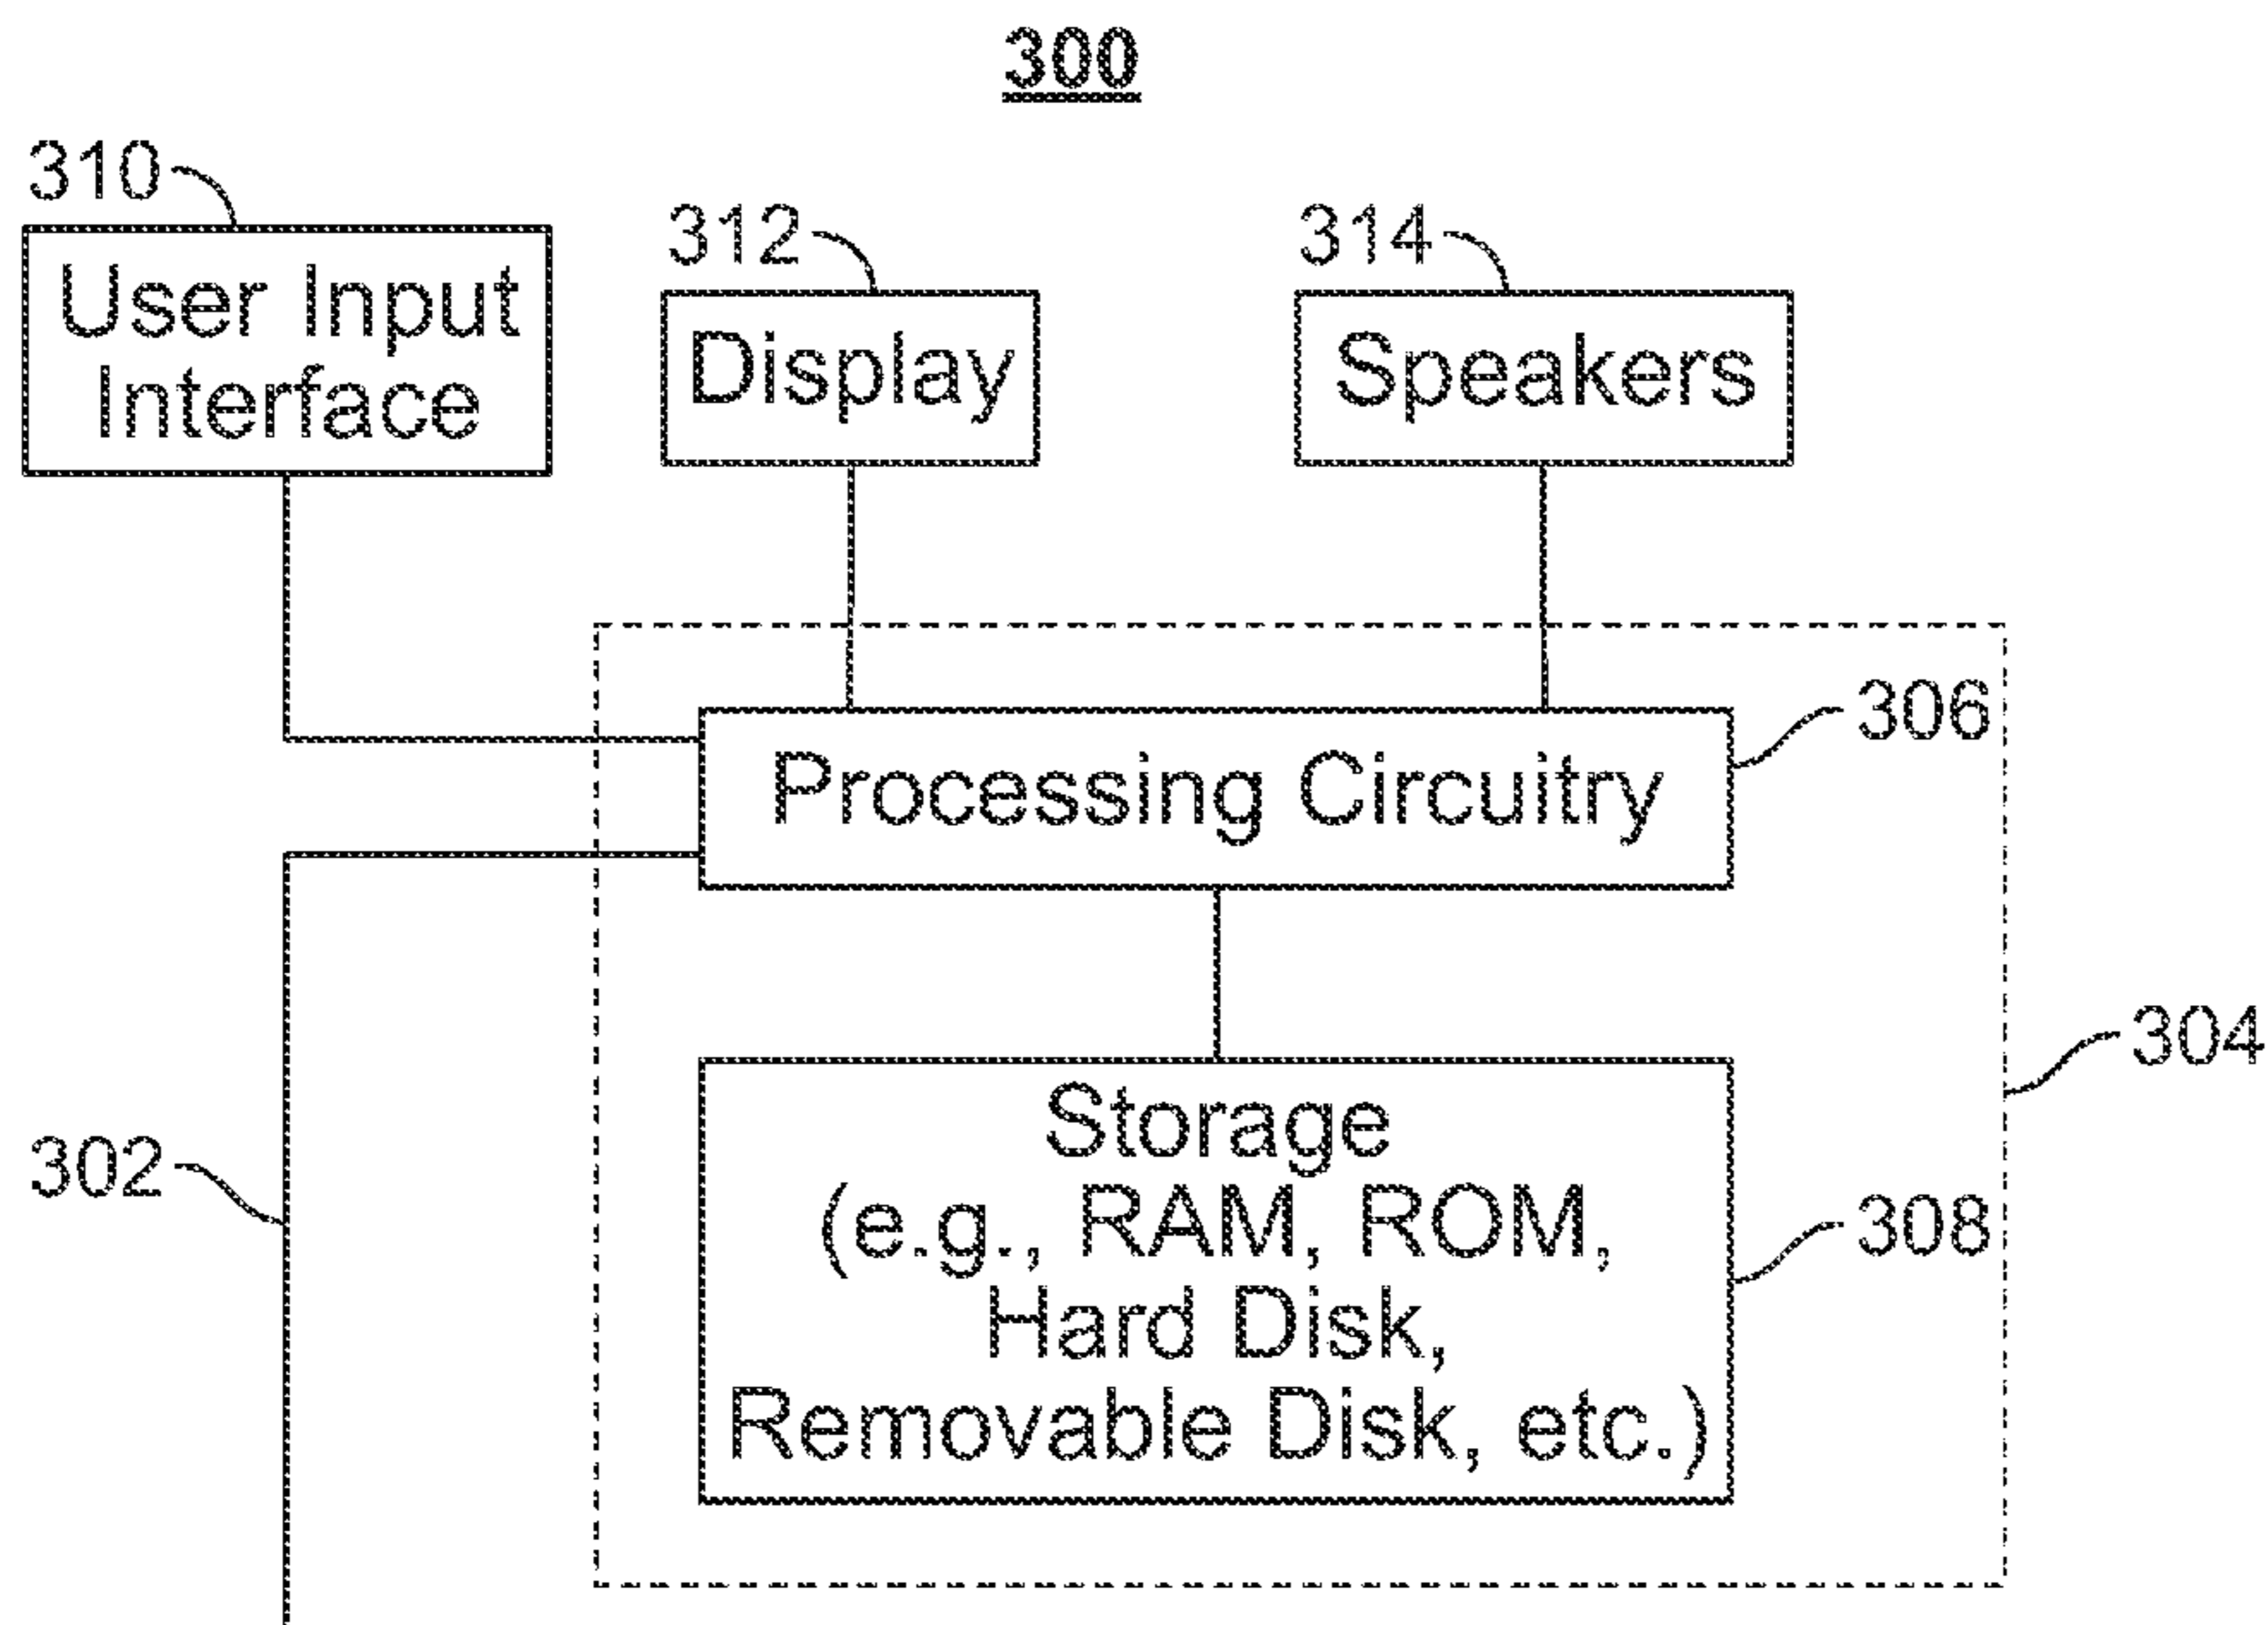 300
310
User Input
Interface
312
Display
314
Speakers
Processing Circuitry
306
304
302
Storage
(e.g., RAM, ROM,
Hard Disk,
Removable Disk, etc.)
308